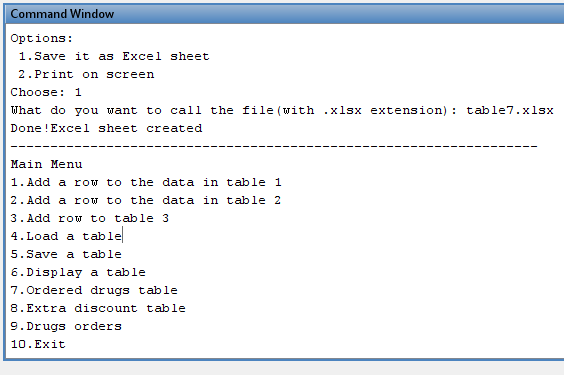 Command Window
Options:
1.Save it as Excel sheet
2.Print on screen
Choose: 1
What do you want to call the file(with .xlsx extension): table7.xlsx
Done!Excel sheet created
------------------------------------------------------------------
Main Menu
1.Add a row to the data in table 1
2.Add a row to the data in table 2
3.Add row to table 3
4.Load a table
5.Save a table
6.Display a table
7.Ordered drugs table
8.Extra discount table
9.Drugs orders
10.Exit